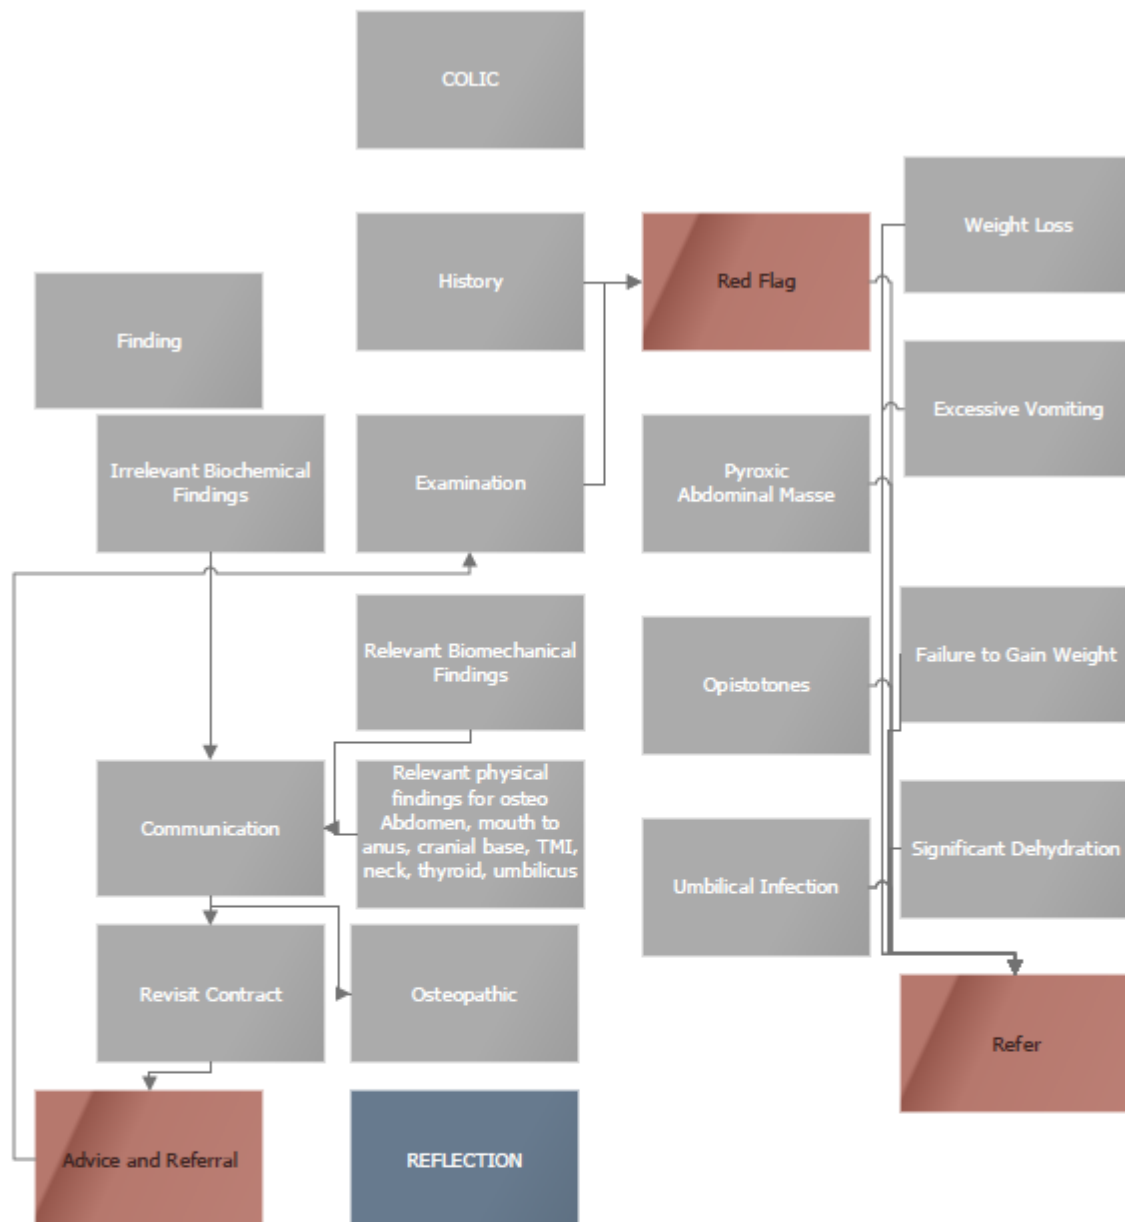 COLIC
Weight Loss
History
Red Flag
Finding
Excessive Vomiting
Irrelevant Biochemical
Findings
Examination
Pyroxic
Abdominal Masse
Relevant Biomechanical
Findings
Opistotones
Failure to Gain Weight
Communication
Relevant physical
findings for osteo
Abdomen, mouth to
anus, cranial base, TMI,
neck, thyroid, umbilicus
Umbilical Infection
Significant Dehydration
Revisit Contract
Osteopathic
Refer
Advice and Referral
REFLECTION